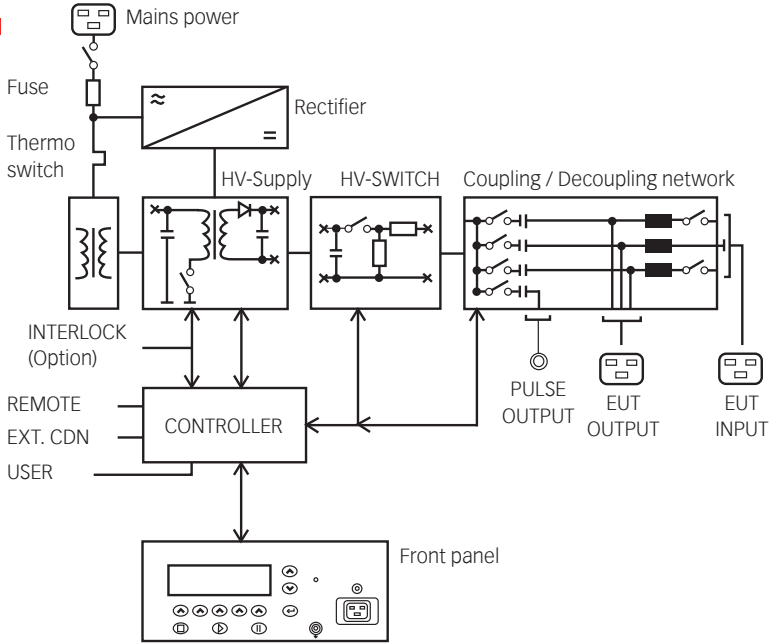 Mains power
Fuse
Rectifier
Thermo
switch
HV-Supply
HV-SWITCH
Coupling / Decoupling network
INTERLOCK
(Option)
PULSE
OUTPUT
EUT
OUTPUT
EUT
INPUT
REMOTE
EXT. CDN
USER
CONTROLLER
Front panel